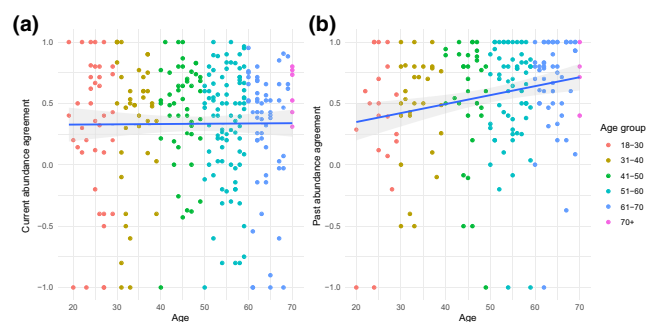 (a)
(b)
Current abundance agreement
1.0
0.5
0.0
−0.5
−1.0
20 30 40 50 60 70
Age
Past abundance agreement
1.0
0.5
0.0
−0.5
−1.0
20 30 40 50 60 70
Age
Age group
18–30
31–40
41–50
51–60
61–70
70+